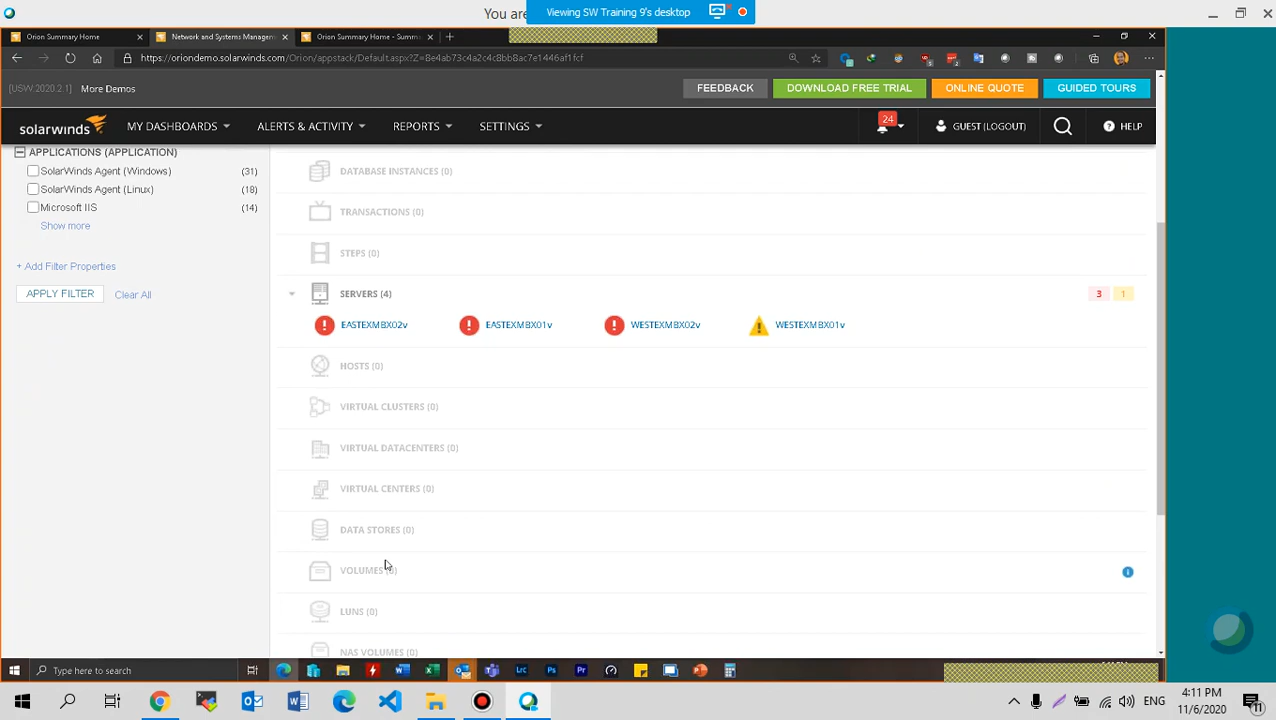 You are
Viewing SW Training 9's desktop
Orion Summary Home
Network and Systems Managem
Orion Summary Home - Summa
https://oriondemo.solarwinds.com/Orion/appstack/Default.aspx?Z=8e4ab73c4a2c4c8bb8ac7e1446af1fcf
[USW.2020.2.1]
More Demos
FEEDBACK
DOWNLOAD FREE TRIAL
ONLINE QUOTE
GUIDED TOURS
solarwinds
MY DASHBOARDS
ALERTS & ACTIVITY
REPORTS
SETTINGS
24
GUEST (LOGOUT)
HELP
APPLICATIONS (APPLICATION)
SolarWinds Agent (Windows) (31)
SolarWinds Agent (Linux) (18)
Microsoft IIS (14)
Show more
+ Add Filter Properties
APPLY FILTER
Clear All
DATABASE INSTANCES (0)
TRANSACTIONS (0)
STEPS (0)
SERVERS (4)
3
1
EASTEXMBX02v
EASTEXMBX01v
WESTEXMBX02v
WESTEXMBX01v
HOSTS (0)
VIRTUAL CLUSTERS (0)
VIRTUAL DATACENTERS (0)
VIRTUAL CENTERS (0)
DATA STORES (0)
VOLUMES (0)
LUNS (0)
NAS VOLUMES (0)
Type here to search
ENG
4:11 PM
11/6/2020